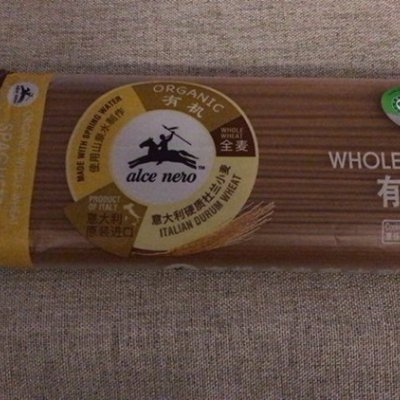 ORGANIC
有机
MADE WITH SPRING WATER
使用山泉水制作
WHOLE
WHEAT
全麦
alce nero™
PRODUCT
OF ITALY
意大利
原装进口
意大利硬质杜兰小麦
ITALIAN DURUM WHEAT
WHOLE
有